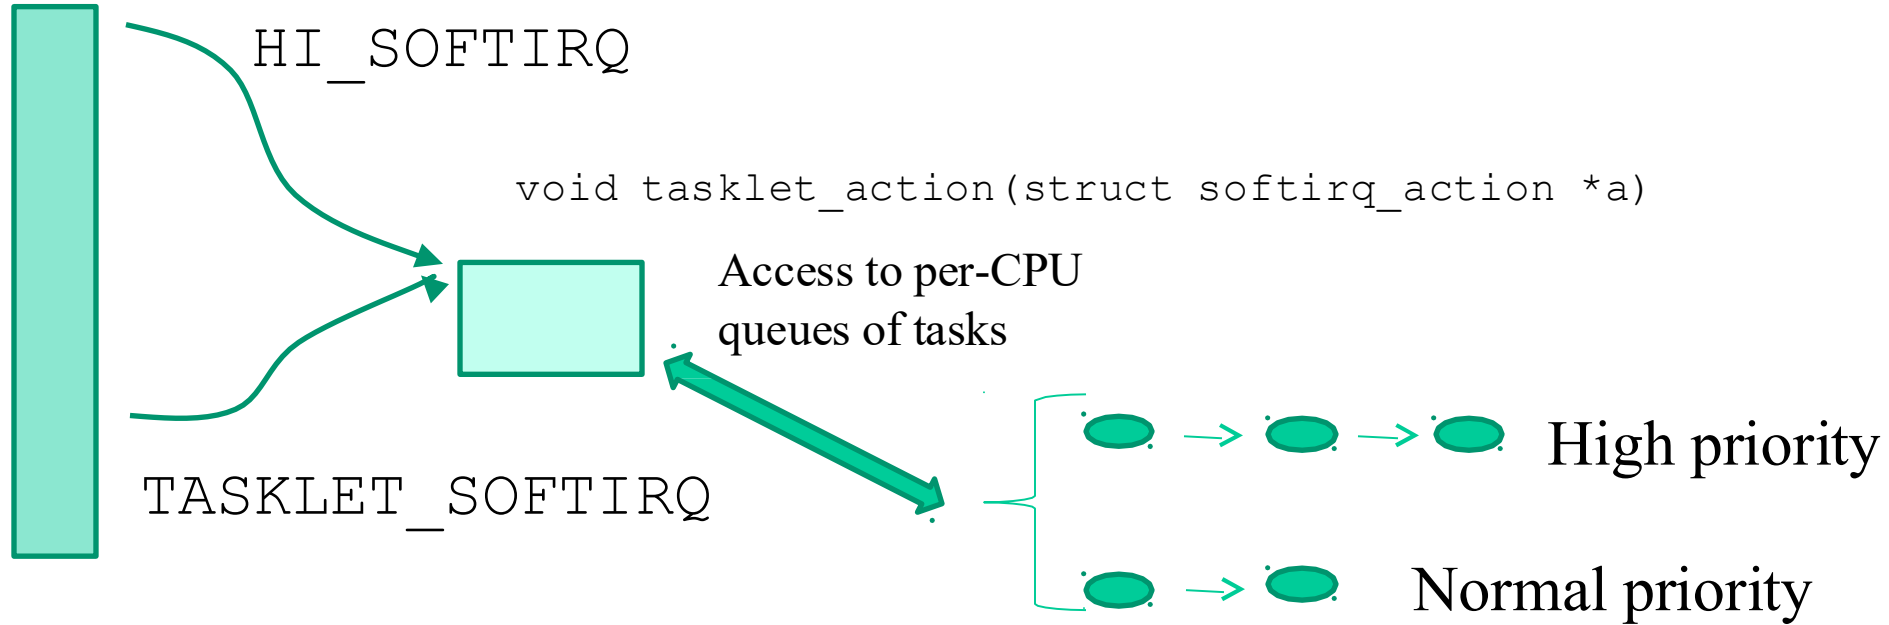 HI_SOFTIRQ
void tasklet_action(struct softirq_action *a)
Access to per-CPU
queues of tasks
High priority
TASKLET_SOFTIRQ
Normal priority